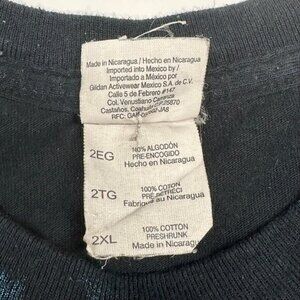 Made in Nicaragua / Hecho en Nicaragua
Imported into Mexico by /
Importado a México por
Gildan Activewear Mexico S.A. de C.V.
Calle 5 de Febrero #147
Col. Venustiano
Castaños, Coahuila
RFC:
2EG
100% ALGODÓN
PRE-ENCOGIDO
Hecho en Nicaragua
2TG
100% COTON
Fabriqué au Nicaragua
2XL
100% COTTON
PRESHRUNK
Made in Nicaragua